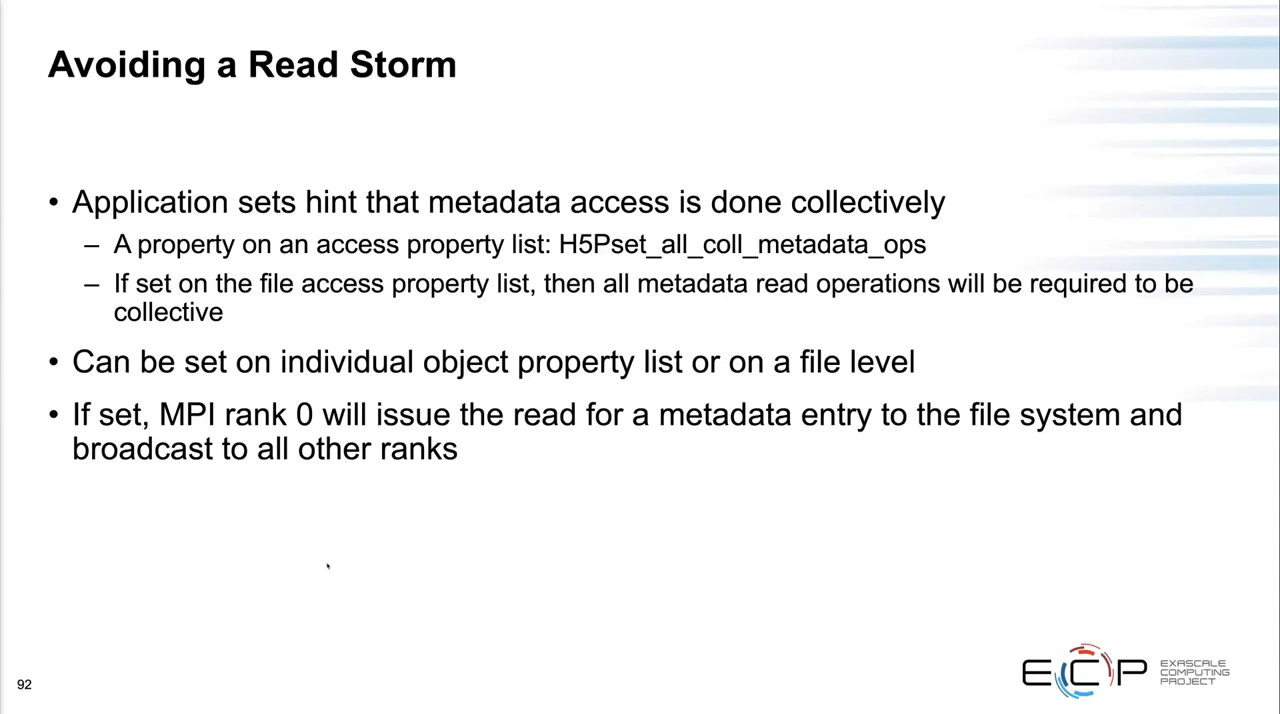 Avoiding a Read Storm
• Application sets hint that metadata access is done collectively
– A property on an access property list: H5Pset_all_coll_metadata_ops
– If set on the file access property list, then all metadata read operations will be required to be
collective
• Can be set on individual object property list or on a file level
• If set, MPI rank 0 will issue the read for a metadata entry to the file system and
broadcast to all other ranks
92
ECP
EXASCALE
COMPUTING
PROJECT